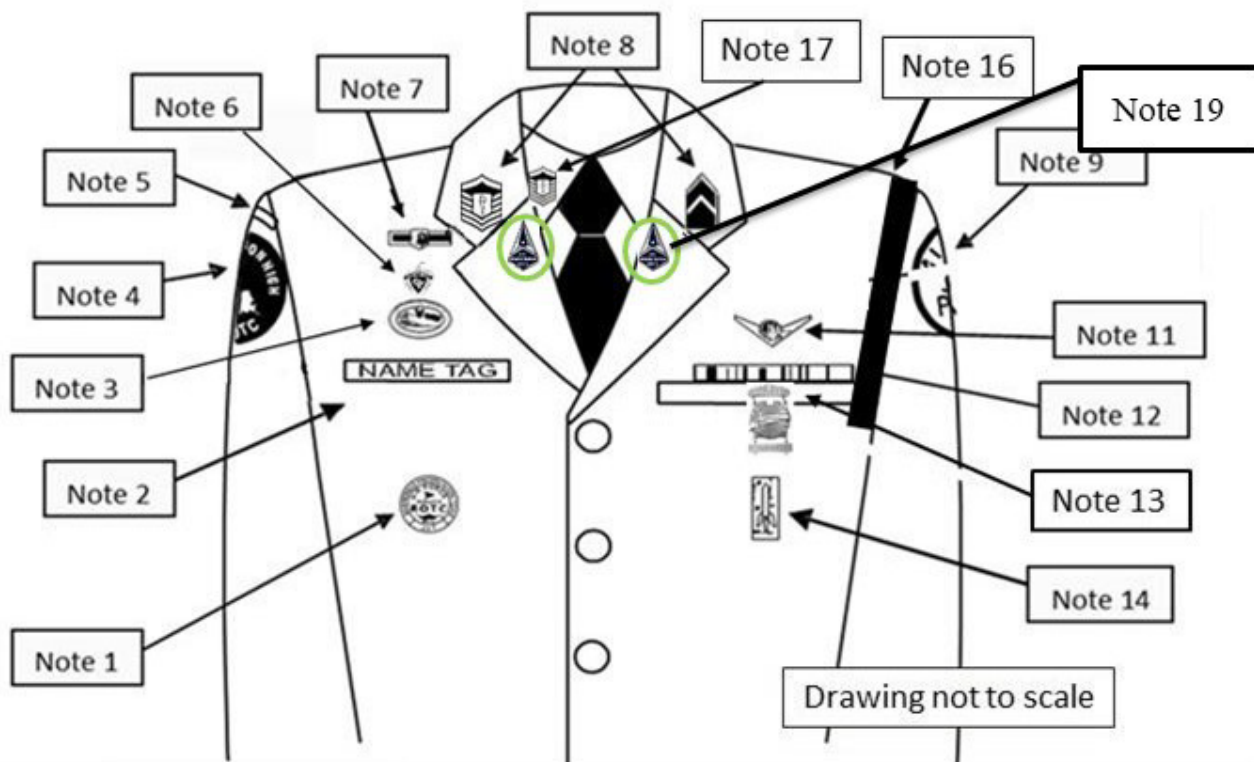 Note 8
Note 17
Note 16
Note 19
Note 7
Note 6
Note 9
Note 5
Note 4
Note 11
Note 3
NAME TAG
Note 12
Note 2
Note 13
ROTC
Note 14
Note 1
Drawing not to scale